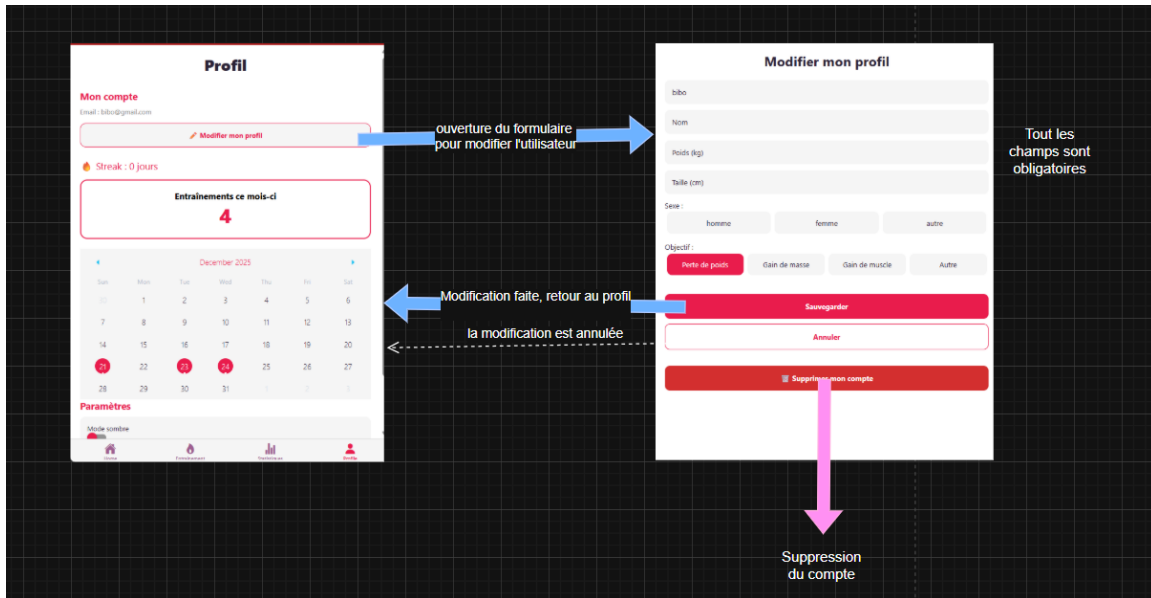 Profil
Mon compte
Email : bibo@gmail.com
Modifier mon profil
Streak : 0 jours
Entraînements ce mois-ci
4
December 2025
Sun Mon Tue Wed Thu Fri Sat
30 1 2 3 4 5 6
7 8 9 10 11 12 13
14 15 16 17 18 19 20
21 22 23 24 25 26 27
28 29 30 31 1 2 3
Paramètres
Mode sombre
Home Entraînement Statistiques Profil
ouverture du formulaire
pour modifier l'utilisateur
Modification faite, retour au profil
la modification est annulée
Modifier mon profil
bibo
Nom
Poids (kg)
Taille (cm)
Sexe :
homme femme autre
Objectif :
Perte de poids Gain de masse Gain de muscle Autre
Sauvegarder
Annuler
Supprimer mon compte
Tout les
champs sont
obligatoires
Suppression
du compte